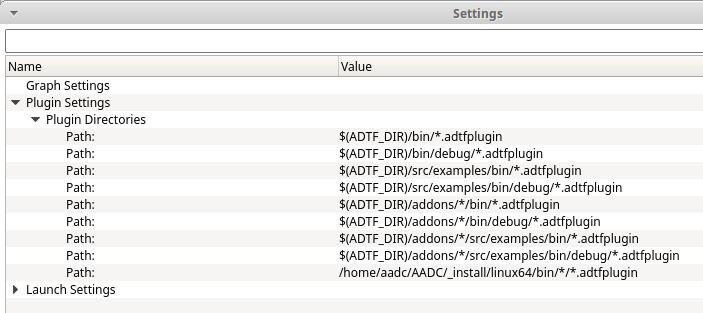 Settings
Name Value
Graph Settings
Plugin Settings
Plugin Directories
Path: $(ADTF_DIR)/bin/*.adtfplugin
Path: $(ADTF_DIR)/bin/debug/*.adtfplugin
Path: $(ADTF_DIR)/src/examples/bin/*.adtfplugin
Path: $(ADTF_DIR)/src/examples/bin/debug/*.adtfplugin
Path: $(ADTF_DIR)/addons/*/bin/*.adtfplugin
Path: $(ADTF_DIR)/addons/*/bin/debug/*.adtfplugin
Path: $(ADTF_DIR)/addons/*/src/examples/bin/*.adtfplugin
Path: $(ADTF_DIR)/addons/*/src/examples/bin/debug/*.adtfplugin
Path: /home/aadc/AADC/_install/linux64/bin/*/*.adtfplugin
Launch Settings